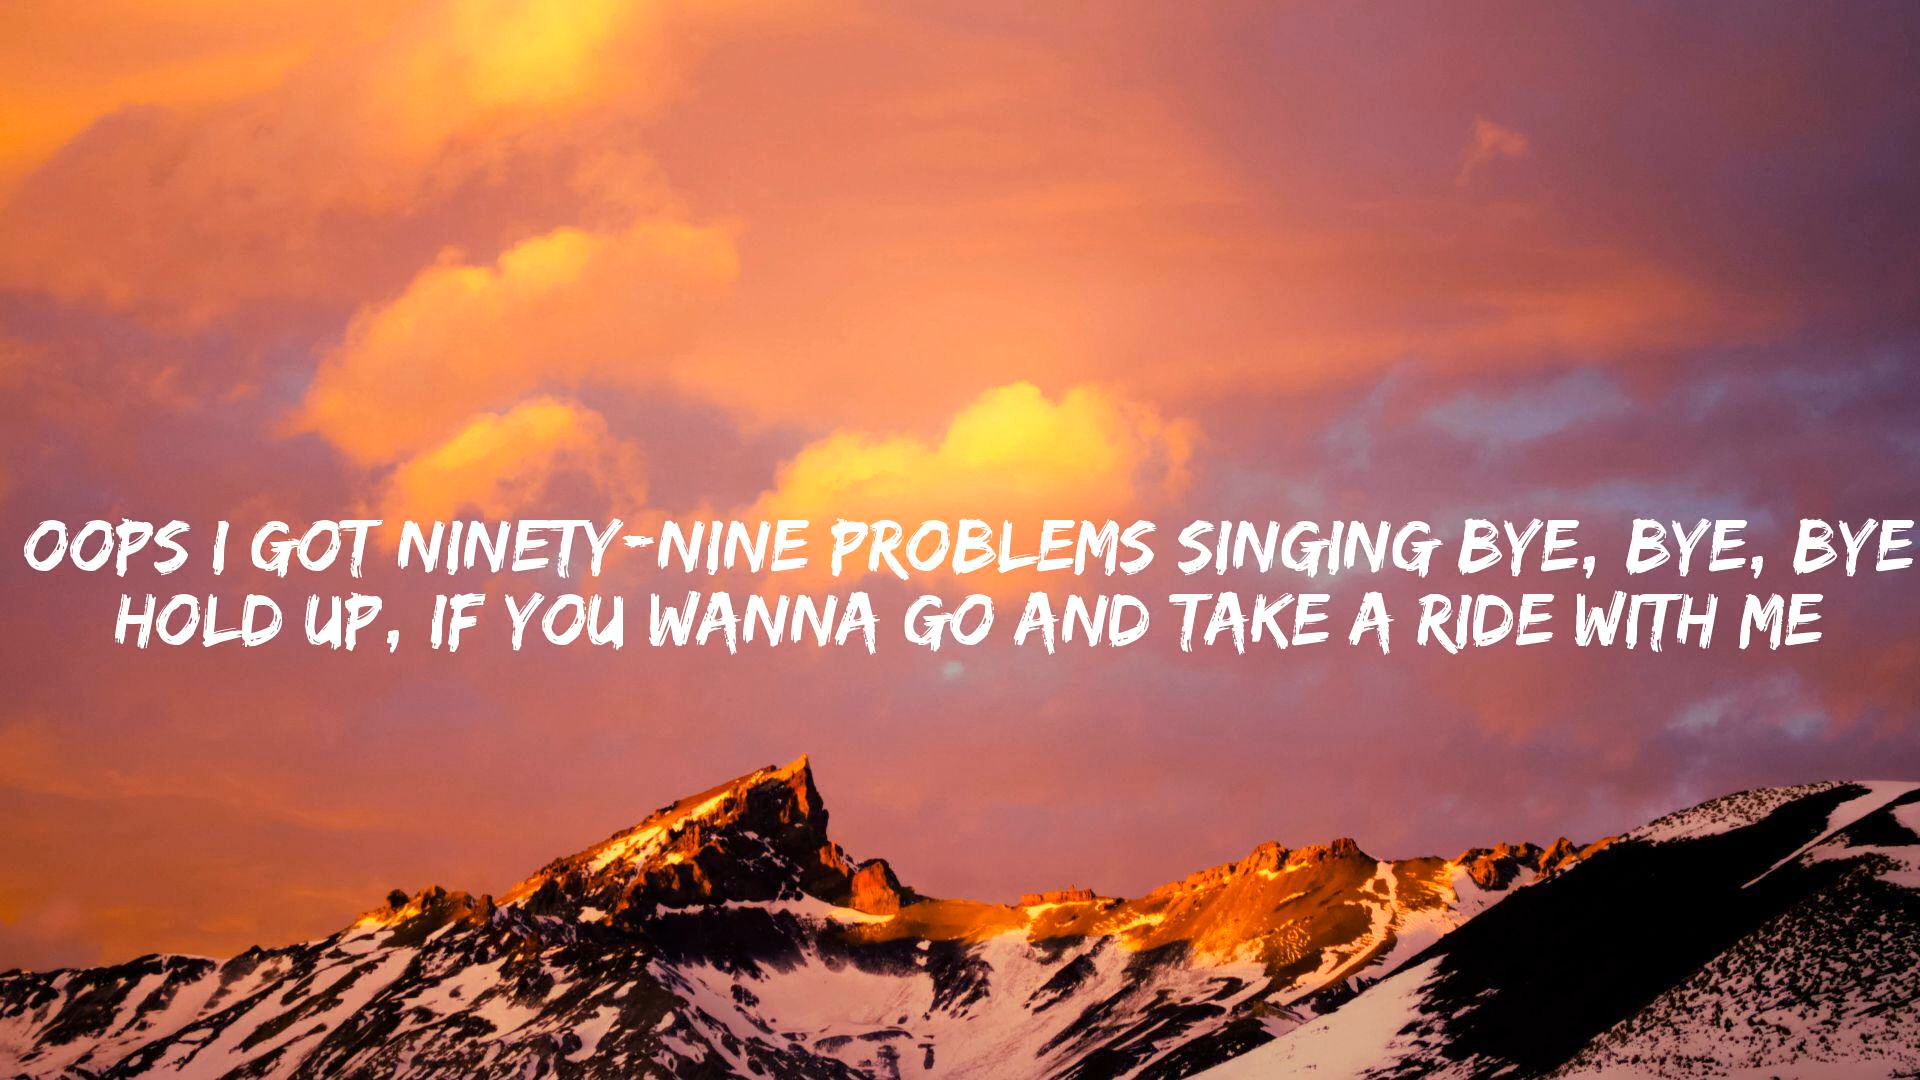 OOPS I GOT NINETY-NINE PROBLEMS SINGING BYE, BYE, BYE
HOLD UP, IF YOU WANNA GO AND TAKE A RIDE WITH ME